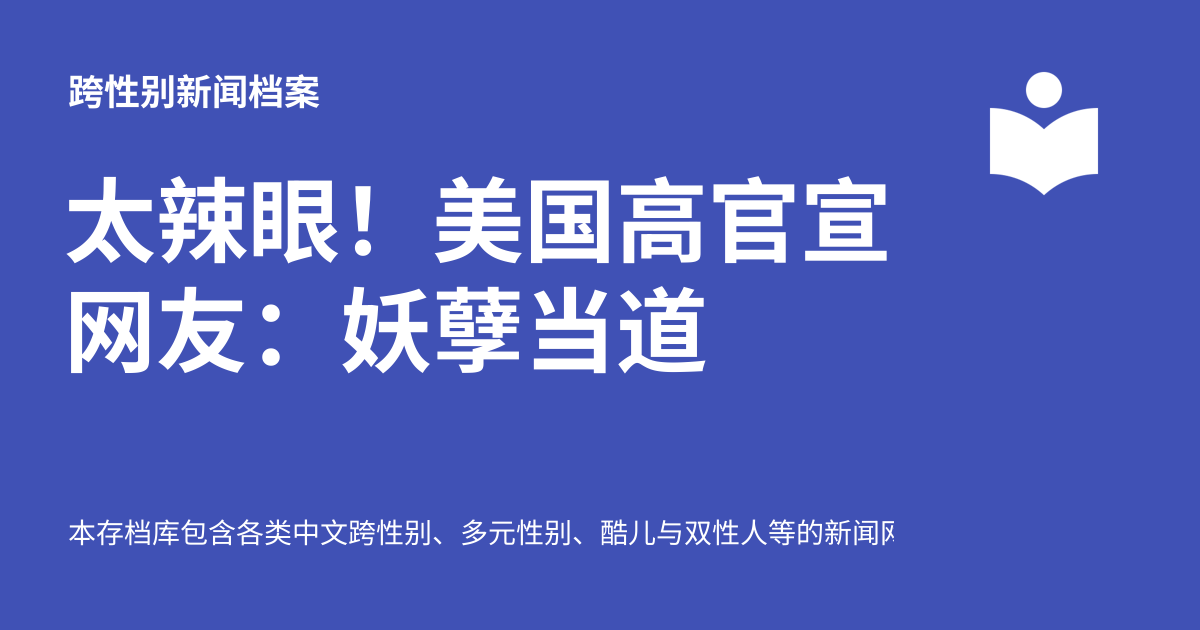 跨性别新闻档案
太辣眼！美国高官宣
网友：妖孽当道
本存档库包含各类中文跨性别、多元性别、酷儿与双性人等的新闻网